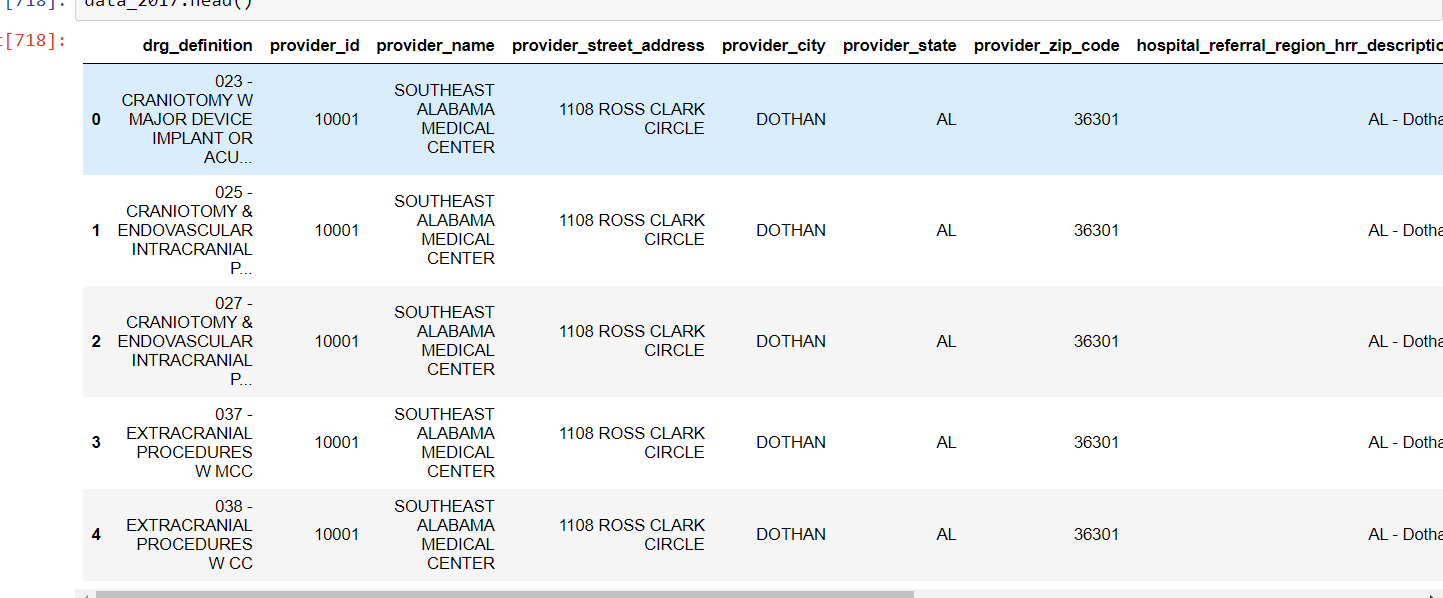 [718]: data_2017.head()
t[718]:
drg_definition provider_id provider_name provider_street_address provider_city provider_state provider_zip_code hospital_referral_region_hrr_descriptio
023 -
CRANIOTOMY W
MAJOR DEVICE
IMPLANT OR
ACU...
0 10001 SOUTHEAST
ALABAMA
MEDICAL
CENTER
1108 ROSS CLARK
CIRCLE
DOTHAN AL 36301 AL - Dotha
025 -
CRANIOTOMY &
ENDOVASCULAR
INTRACRANIAL
P...
1 10001 SOUTHEAST
ALABAMA
MEDICAL
CENTER
1108 ROSS CLARK
CIRCLE
DOTHAN AL 36301 AL - Dotha
027 -
CRANIOTOMY &
ENDOVASCULAR
INTRACRANIAL
P...
2 10001 SOUTHEAST
ALABAMA
MEDICAL
CENTER
1108 ROSS CLARK
CIRCLE
DOTHAN AL 36301 AL - Dotha
037 -
EXTRACRANIAL
PROCEDURES
W MCC
3 10001 SOUTHEAST
ALABAMA
MEDICAL
CENTER
1108 ROSS CLARK
CIRCLE
DOTHAN AL 36301 AL - Dotha
038 -
EXTRACRANIAL
PROCEDURES
W CC
4 10001 SOUTHEAST
ALABAMA
MEDICAL
CENTER
1108 ROSS CLARK
CIRCLE
DOTHAN AL 36301 AL - Dotha